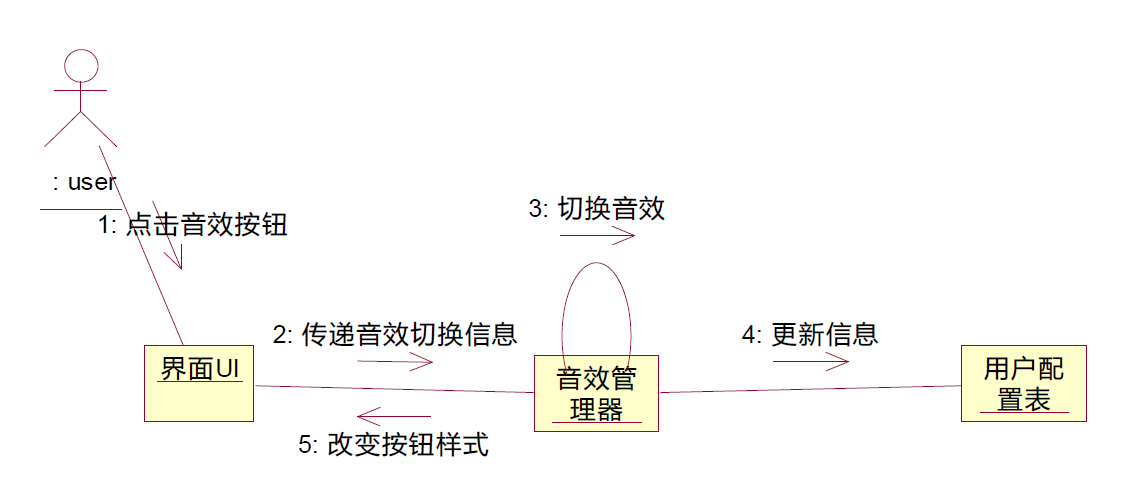 : user
1: 点击音效按钮
3: 切换音效
2: 传递音效切换信息
4: 更新信息
界面UI
音效管
理器
用户配
置表
5: 改变按钮样式